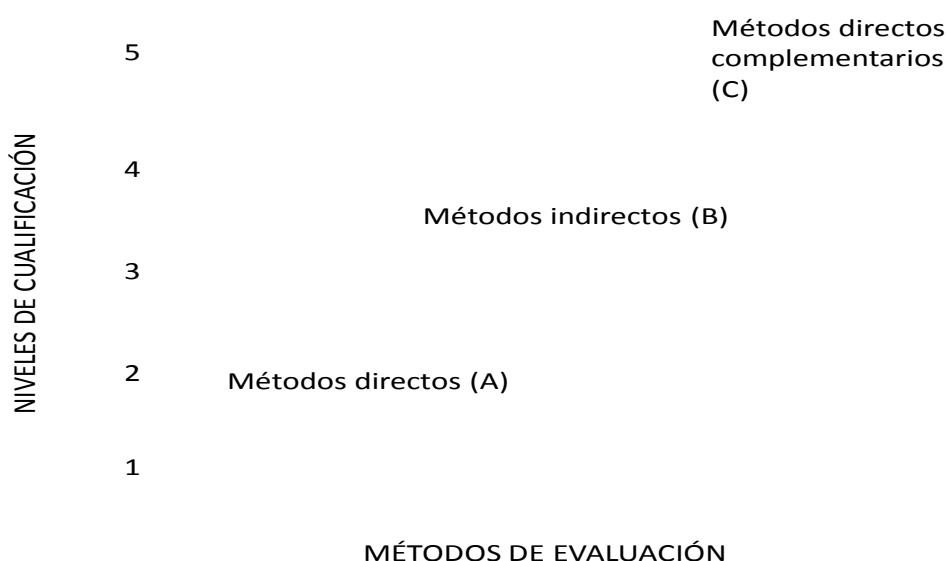 Métodos directos
complementarios
(C)
5
4
Métodos indirectos (B)
3
2
Métodos directos (A)
1
NIVELES DE CUALIFICACIÓN
MÉTODOS DE EVALUACIÓN